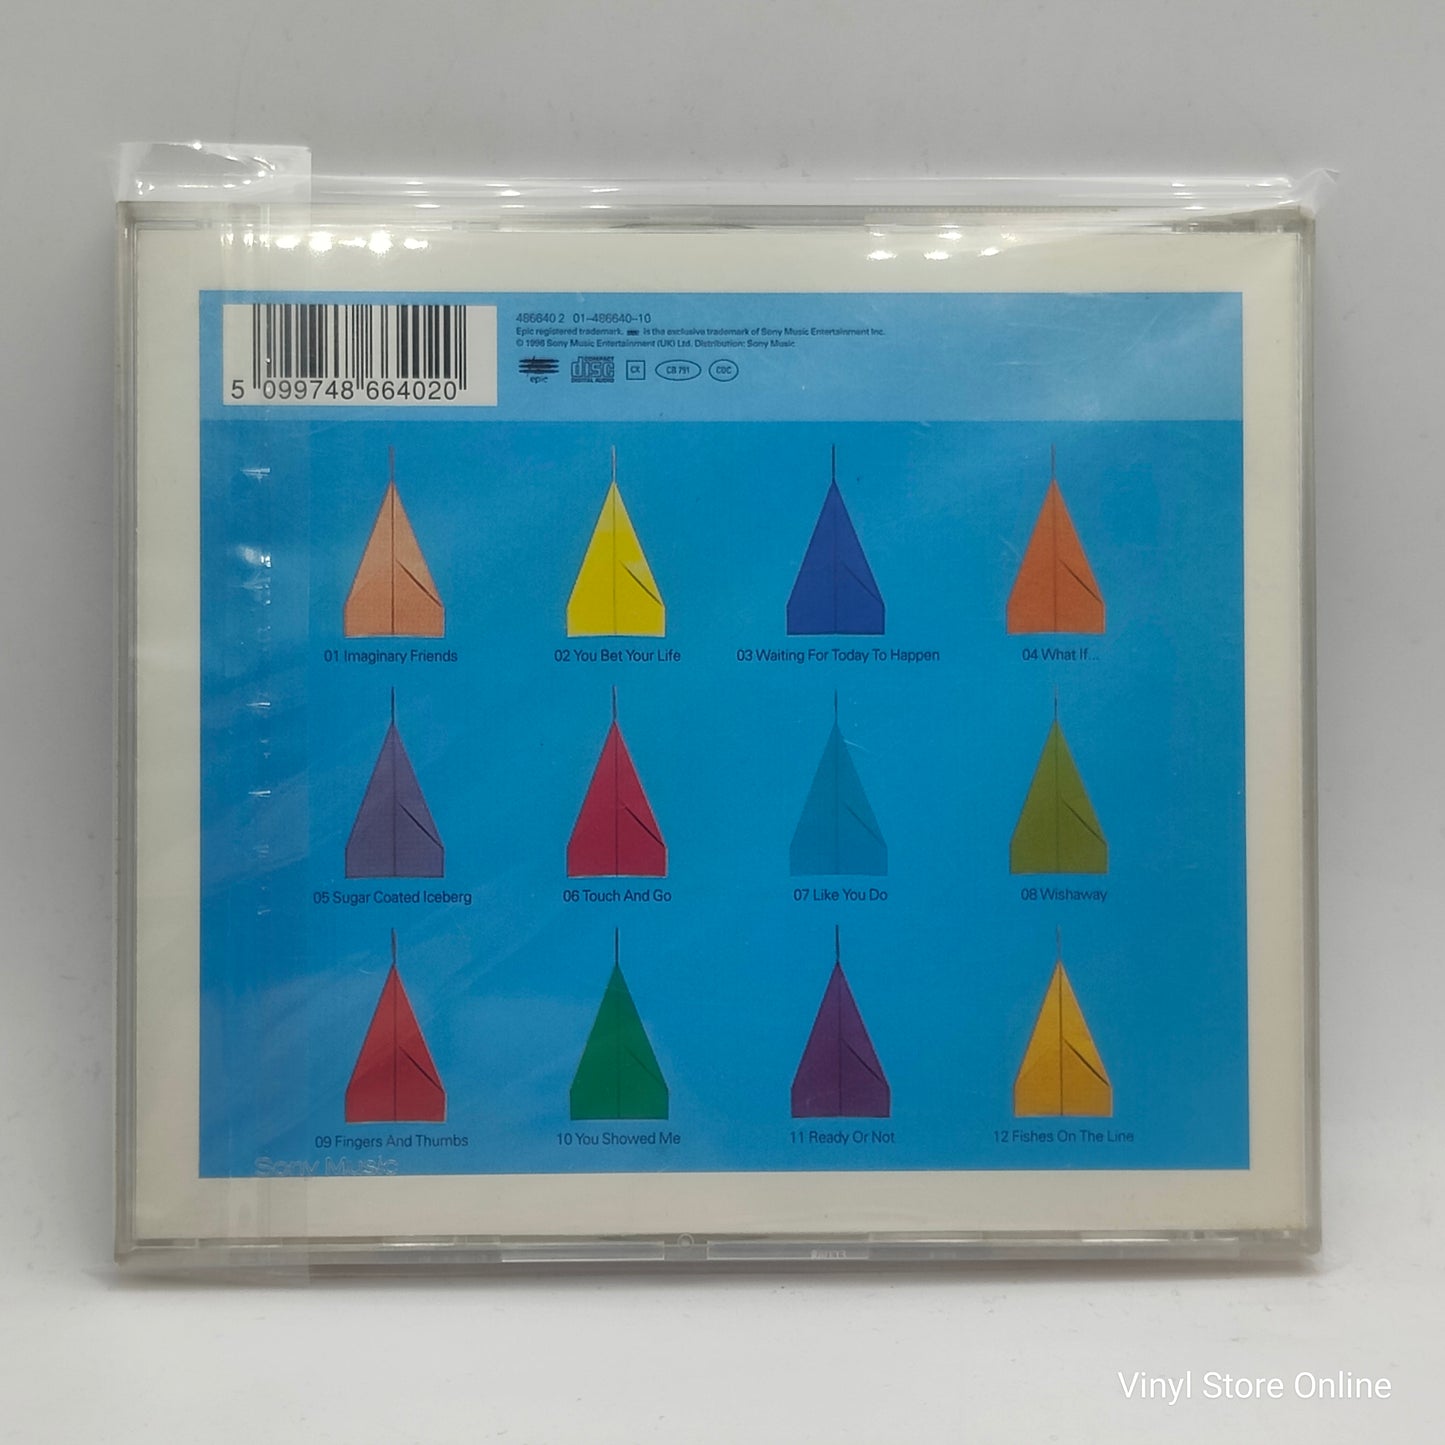 486640 2 01-486640-10
Epic registered trademark. epic is the exclusive trademark of Sony Music Entertainment Inc.
© 1996 Sony Music Entertainment (UK) Ltd. Distribution: Sony Music
epic COMPACT disc DIGITAL AUDIO CX CB 791 CDC
5 099748 664020
01 Imaginary Friends
02 You Bet Your Life
03 Waiting For Today To Happen
04 What If...
05 Sugar Coated Iceberg
06 Touch And Go
07 Like You Do
08 Wishaway
09 Fingers And Thumbs
10 You Showed Me
11 Ready Or Not
12 Fishes On The Line
Sony Music
Vinyl Store Online